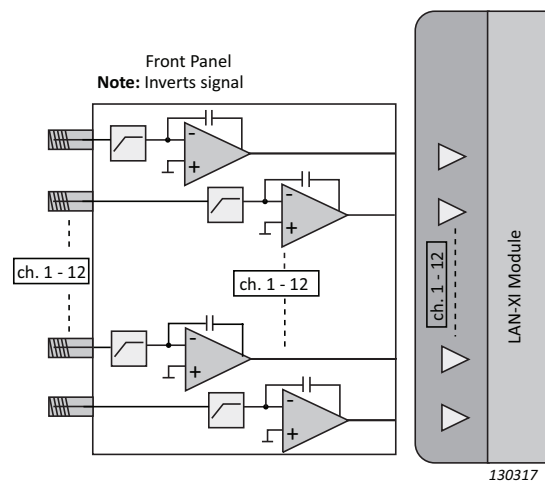 Front Panel
Note: Inverts signal
-
+
-
+
ch. 1 - 12
ch. 1 - 12
ch. 1 - 12
LAN-XI Module
-
+
-
+
130317